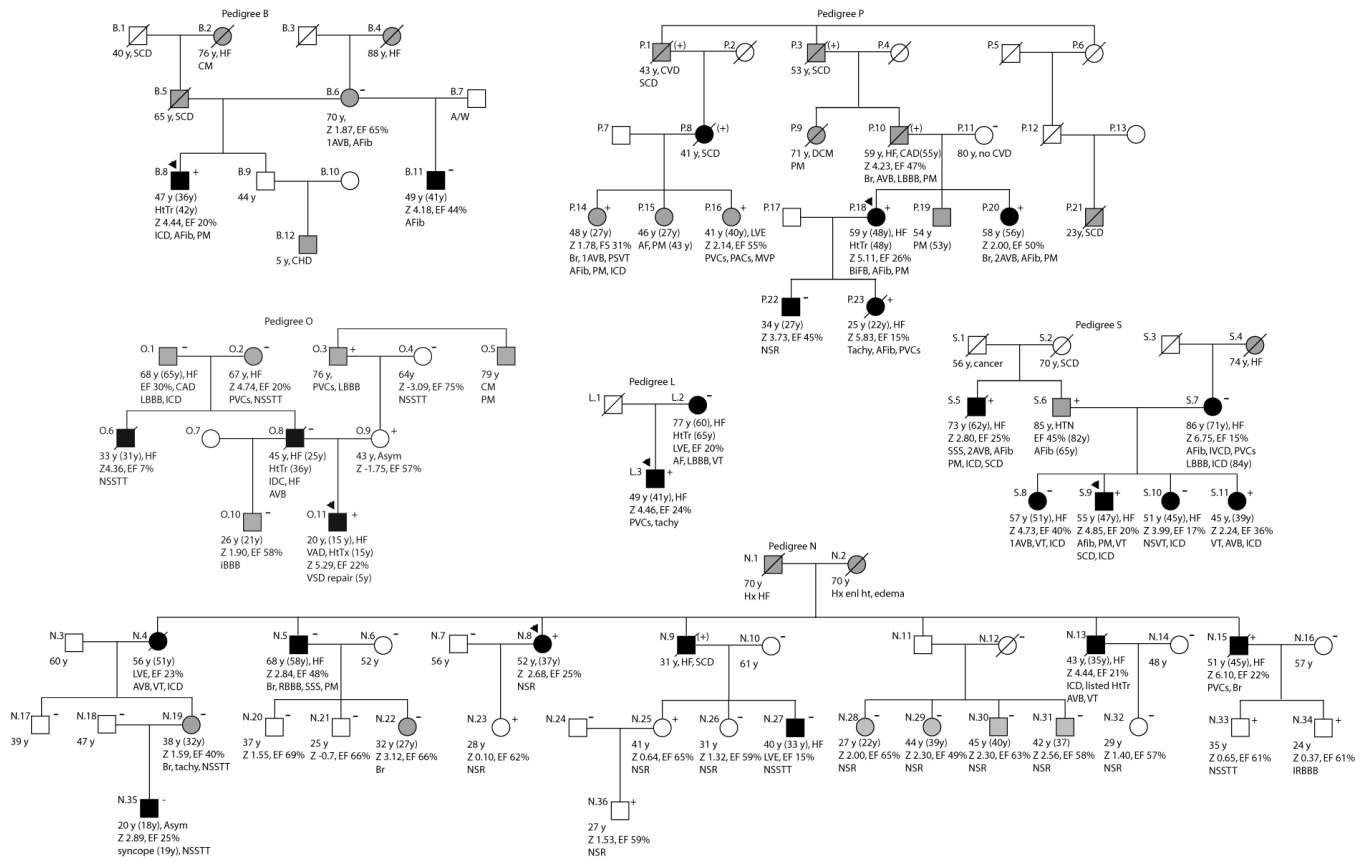 Pedigree B
B.1
40 y, SCD
B.2
76 y, HF
CM
B.3
B.4
88 y, HF
B.5
65 y, SCD
B.6
-
70 y,
Z 1.87, EF 65%
1AVB, AFib
B.7
A/W
B.8
+
47 y (36y)
HtTr (42y)
Z 4.44, EF 20%
ICD, AFib, PM
B.9
44 y
B.10
B.11
-
49 y (41y)
Z 4.18, EF 44%
AFib
B.12
5 y, CHD
Pedigree P
P.1
(+)
43 y, CVD
SCD
P.2
P.3
(+)
53 y, SCD
P.4
P.5
P.6
P.7
P.8
(+)
41 y, SCD
P.9
71 y, DCM
PM
P.10
(+)
59 y, HF, CAD(55y)
Z 4.23, EF 47%
Br, AVB, LBBB, PM
P.11
-
80 y, no CVD
P.12
P.13
P.14
+
48 y (27y)
Z 1.78, FS 31%
Br, 1AVB, PSVT
AFib, PM, ICD
P.15
46 y (27y)
AF, PM (43 y)
P.16
+
41 y (40y), LVE
Z 2.14, EF 55%
PVCs, PACs, MVP
P.17
P.18
+
59 y (48y), HF
HtTr (48y)
Z 5.11, EF 26%
BiFB, AFib, PM
P.19
54 y
PM (53y)
P.20
+
58 y (56y)
Z 2.00, EF 50%
Br, 2AVB, AFib, PM
P.21
23y, SCD
P.22
-
34 y (27y)
Z 3.73, EF 45%
NSR
P.23
+
25 y (22y), HF
Z 5.83, EF 15%
Tachy, AFib, PVCs
Pedigree O
O.1
-
68 y (65y), HF
EF 30%, CAD
LBBB, ICD
O.2
-
67 y, HF
Z 4.74, EF 20%
PVCs, NSSTT
O.3
+
76 y,
PVCs, LBBB
O.4
-
64y
Z -3.09, EF 75%
NSSTT
O.5
79 y
CM
PM
O.6
33 y (31y), HF
Z4.36, EF 7%
NSSTT
O.7
O.8
-
45 y, HF (25y)
HtTr (36y)
IDC, HF
AVB
O.9
+
43 y, Asym
Z -1.75, EF 57%
O.10
-
26 y (21y)
Z 1.90, EF 58%
iBBB
O.11
+
20 y, (15 y), HF
VAD, HtTx (15y)
Z 5.29, EF 22%
VSD repair (5y)
Pedigree L
L.1
L.2
-
77 y (60), HF
HtTr (65y)
LVE, EF 20%
AF, LBBB, VT
L.3
+
49 y (41y), HF
Z 4.46, EF 24%
PVCs, tachy
Pedigree S
S.1
56 y, cancer
S.2
70 y, SCD
S.3
S.4
74 y, HF
S.5
+
73 y (62y), HF
Z 2.80, EF 25%
SSS, 2AVB, AFib
PM, ICD, SCD
S.6
+
85 y, HTN
EF 45% (82y)
AFib (65y)
S.7
-
86 y (71y), HF
Z 6.75, EF 15%
AFib, IVCD, PVCs
LBBB, ICD (84y)
S.8
-
57 y (51y), HF
Z 4.73, EF 40%
1AVB, VT, ICD
S.9
+
55 y (47y), HF
Z 4.85, EF 20%
Afib, PM, VT
SCD, ICD
S.10
-
51 y (45y), HF
Z 3.99, EF 17%
NSVT, ICD
S.11
+
45 y, (39y)
Z 2.24, EF 36%
VT, AVB, ICD
Pedigree N
N.1
70 y
Hx HF
N.2
70 y
Hx enl ht, edema
N.3
60 y
N.4
-
56 y (51y)
LVE, EF 23%
AVB, VT, ICD
N.5
-
68 y (58y), HF
Z 2.84, EF 48%
Br, RBBB, SSS, PM
N.6
-
52 y
N.7
-
56 y
N.8
+
52 y, (37y)
Z 2.68, EF 25%
NSR
N.9
(+)
31 y, HF, SCD
N.10
-
61 y
N.11
N.12
-
N.13
-
43 y, (35y), HF
Z 4.44, EF 21%
ICD, listed HtTr
AVB, VT
N.14
-
48 y
N.15
+
51 y (45y), HF
Z 6.10, EF 22%
PVCs, Br
N.16
-
57 y
N.17
-
39 y
N.18
-
47 y
N.19
-
38 y (32y)
Z 1.59, EF 40%
Br, tachy, NSSTT
N.20
-
37 y
Z 1.55, EF 69%
N.21
-
25 y
Z -0.7, EF 66%
N.22
-
32 y (27y)
Z 3.12, EF 66%
Br
N.23
+
28 y
Z 0.10, EF 62%
NSR
N.24
-
N.25
+
41 y
Z 0.64, EF 65%
NSR
N.26
-
31 y
Z 1.32, EF 59%
NSR
N.27
-
40 y (33 y), HF
LVE, EF 15%
NSSTT
N.28
-
27 y (22y)
Z 2.00, EF 65%
NSR
N.29
-
44 y (39y)
Z 2.30, EF 49%
NSR
N.30
-
45 y (40y)
Z 2.30, EF 63%
NSR
N.31
-
42 y (37)
Z 2.56, EF 58%
NSR
N.32
-
29 y
Z 1.40, EF 57%
NSR
N.33
+
35 y
Z 0.65, EF 61%
NSSTT
N.34
+
24 y
Z 0.37, EF 61%
IRBBB
N.35
-
20 y (18y), Asym
Z 2.89, EF 25%
syncope (19y), NSSTT
N.36
+
27 y
Z 1.53, EF 59%
NSR